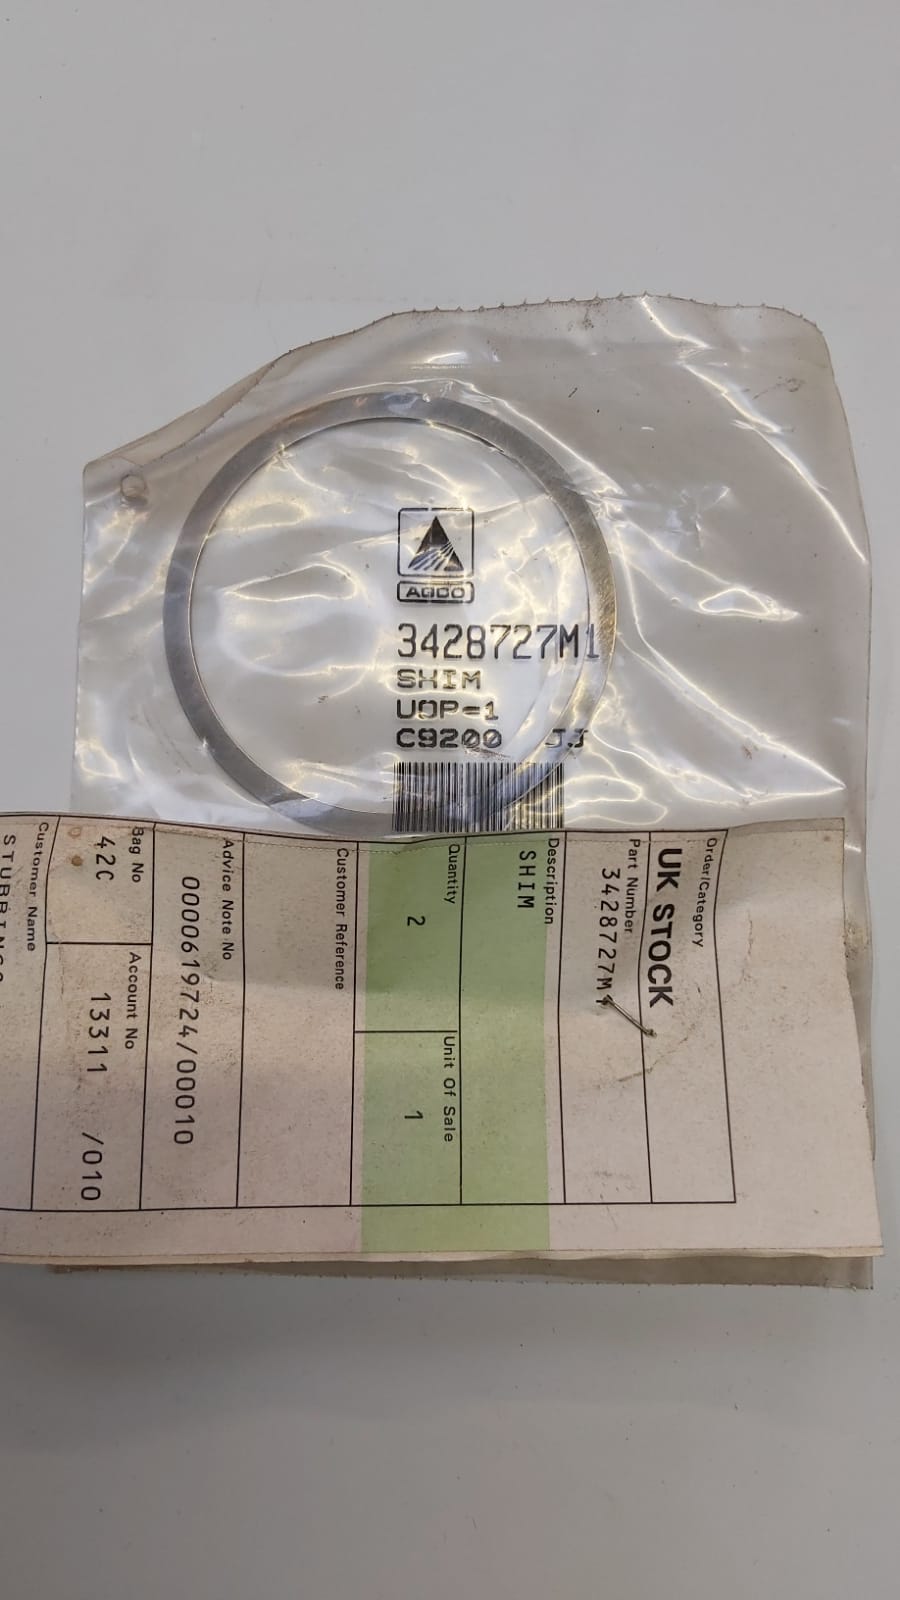 AGCO
3428727M1
SHIM
UOP=1
C9200 JJ
Order/Category
UK STOCK
Part Number
3428727M1
Description
SHIM
Quantity
2
Unit Of Sale
1
Customer Reference
Advice Note No
0000619724/00010
Bag No
42C
Account No
13311 /010
Customer Name